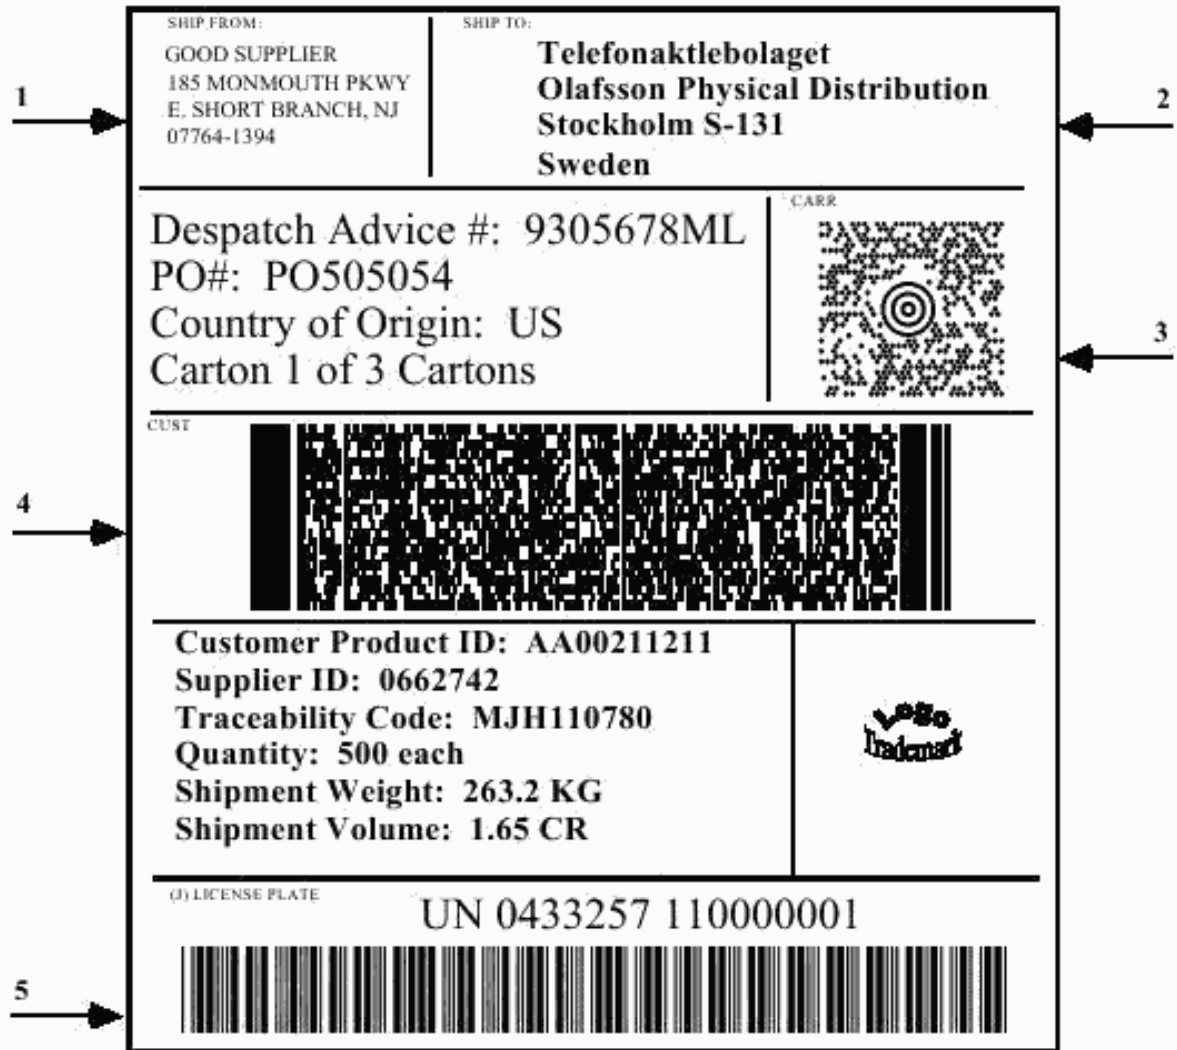 SHIP FROM:
GOOD SUPPLIER
185 MONMOUTH PKWY
E. SHORT BRANCH, NJ
07764-1394
SHIP TO:
Telefonaktlebolaget
Olafsson Physical Distribution
Stockholm S-131
Sweden
1
2
Despatch Advice #: 9305678ML
PO#: PO505054
Country of Origin: US
Carton 1 of 3 Cartons
CARR
3
CUST
4
Customer Product ID: AA00211211
Supplier ID: 0662742
Traceability Code: MJH110780
Quantity: 500 each
Shipment Weight: 263.2 KG
Shipment Volume: 1.65 CR
Logo
Trademark
(J) LICENSE PLATE
UN 0433257 110000001
5